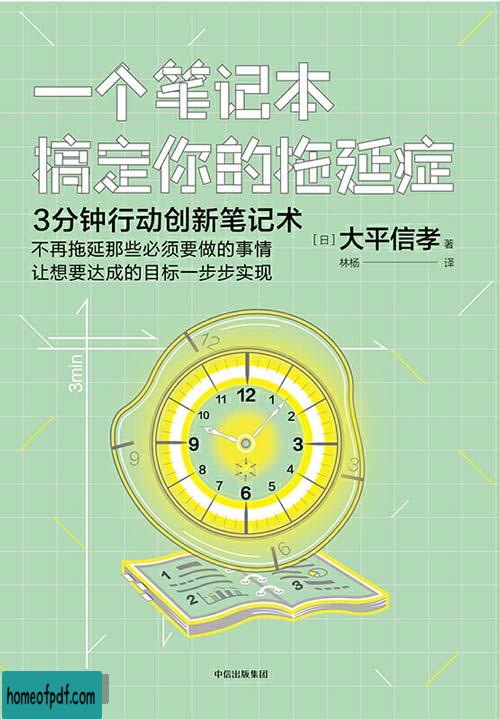 一个笔记本
搞定你的拖延症
3分钟行动创新笔记术
不再拖延那些必须要做的事情
让想要达成的目标一步步实现
[日] 大平信孝 著
林杨 译
3min
12
3
6
9
12
1
2
3
4
5
6
7
8
9
10
11
1
2
3
中信出版集团
homeofpdf.com